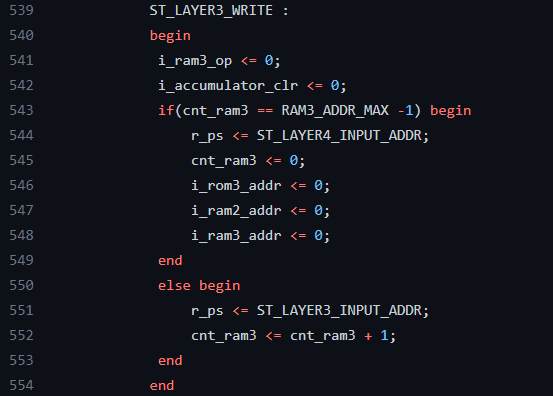 539 ST_LAYER3_WRITE :
540 begin
541 i_ram3_op <= 0;
542 i_accumulator_clr <= 0;
543 if(cnt_ram3 == RAM3_ADDR_MAX -1) begin
544 r_ps <= ST_LAYER4_INPUT_ADDR;
545 cnt_ram3 <= 0;
546 i_rom3_addr <= 0;
547 i_ram2_addr <= 0;
548 i_ram3_addr <= 0;
549 end
550 else begin
551 r_ps <= ST_LAYER3_INPUT_ADDR;
552 cnt_ram3 <= cnt_ram3 + 1;
553 end
554 end